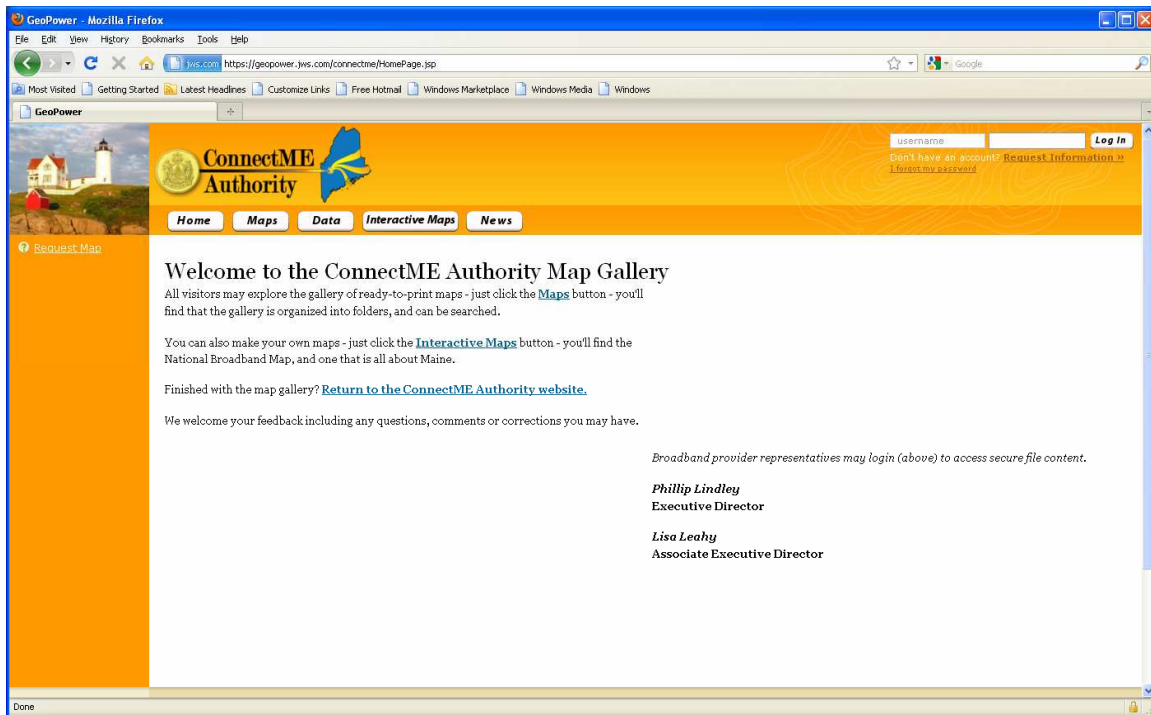 GeoPower - Mozilla Firefox
File Edit View History Bookmarks Tools Help
jws.com https://geopower.jws.com/connectme/HomePage.jsp Google
Most Visited Getting Started Latest Headlines Customize Links Free Hotmail Windows Marketplace Windows Media Windows
GeoPower
ConnectME
Authority
username Log In
Don't have an account? Request Information »
I forgot my password
Home Maps Data Interactive Maps News
Request Map
Welcome to the ConnectME Authority Map Gallery
All visitors may explore the gallery of ready-to-print maps - just click the Maps button - you'll
find that the gallery is organized into folders, and can be searched.
You can also make your own maps - just click the Interactive Maps button - you'll find the
National Broadband Map, and one that is all about Maine.
Finished with the map gallery? Return to the ConnectME Authority website.
We welcome your feedback including any questions, comments or corrections you may have.
Broadband provider representatives may login (above) to access secure file content.
Phillip Lindley
Executive Director
Lisa Leahy
Associate Executive Director
Done